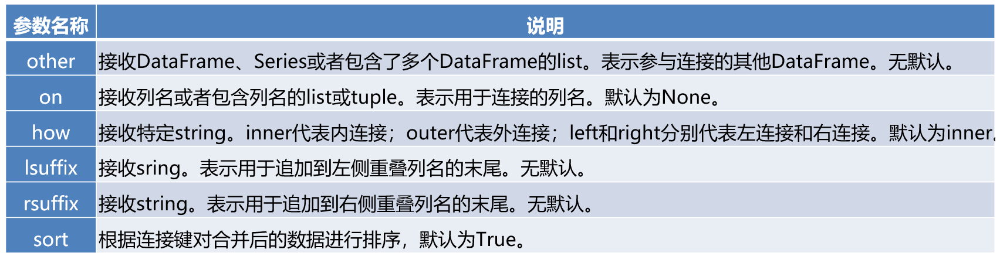 参数名称 说明
other 接收DataFrame、Series或者包含了多个DataFrame的list。表示参与连接的其他DataFrame。无默认。
on 接收列名或者包含列名的list或tuple。表示用于连接的列名。默认为None。
how 接收特定string。inner代表内连接；outer代表外连接；left和right分别代表左连接和右连接。默认为inner。
lsuffix 接收sring。表示用于追加到左侧重叠列名的末尾。无默认。
rsuffix 接收string。表示用于追加到右侧重叠列名的末尾。无默认。
sort 根据连接键对合并后的数据进行排序，默认为True。